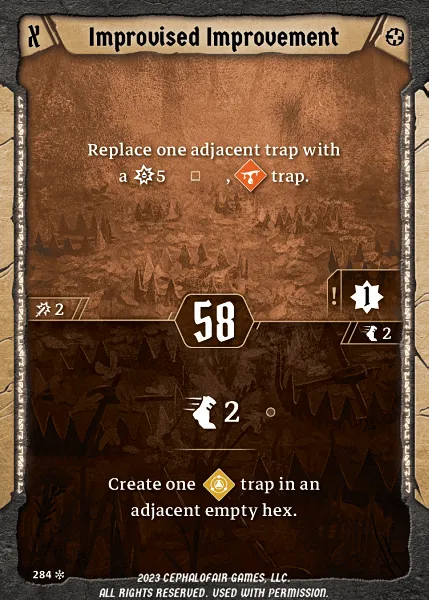 X Improvised Improvement
Replace one adjacent trap with
a 5 , trap.
! 1
2
58
2
2
Create one trap in an
adjacent empty hex.
284
2023 CEPHALOFAIR GAMES, LLC.
ALL RIGHTS RESERVED. USED WITH PERMISSION.